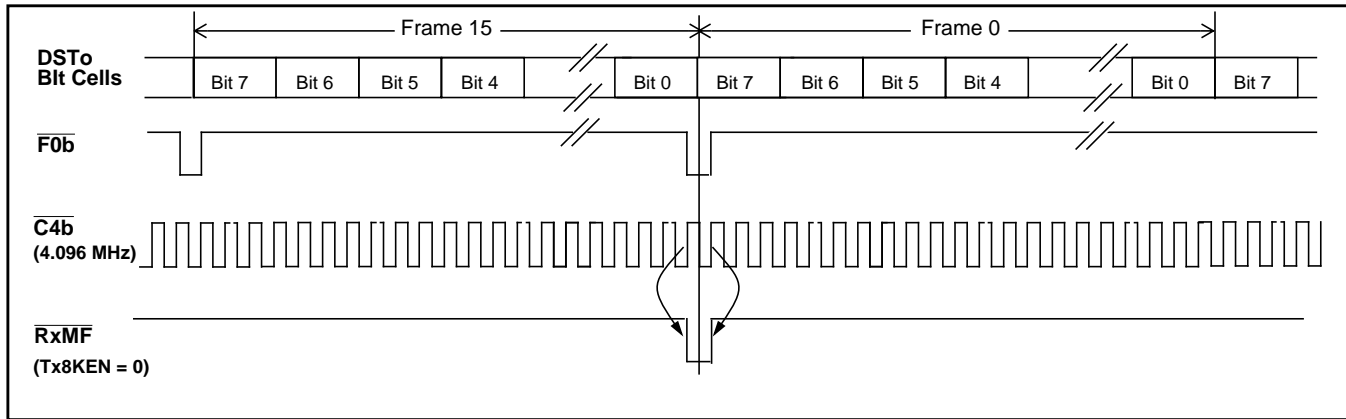 Frame 15 Frame 0
DSTo
BIt Cells
Bit 7 Bit 6 Bit 5 Bit 4 Bit 0 Bit 7 Bit 6 Bit 5 Bit 4 Bit 0 Bit 7
F0b
C4b
(4.096 MHz)
RxMF
(Tx8KEN = 0)